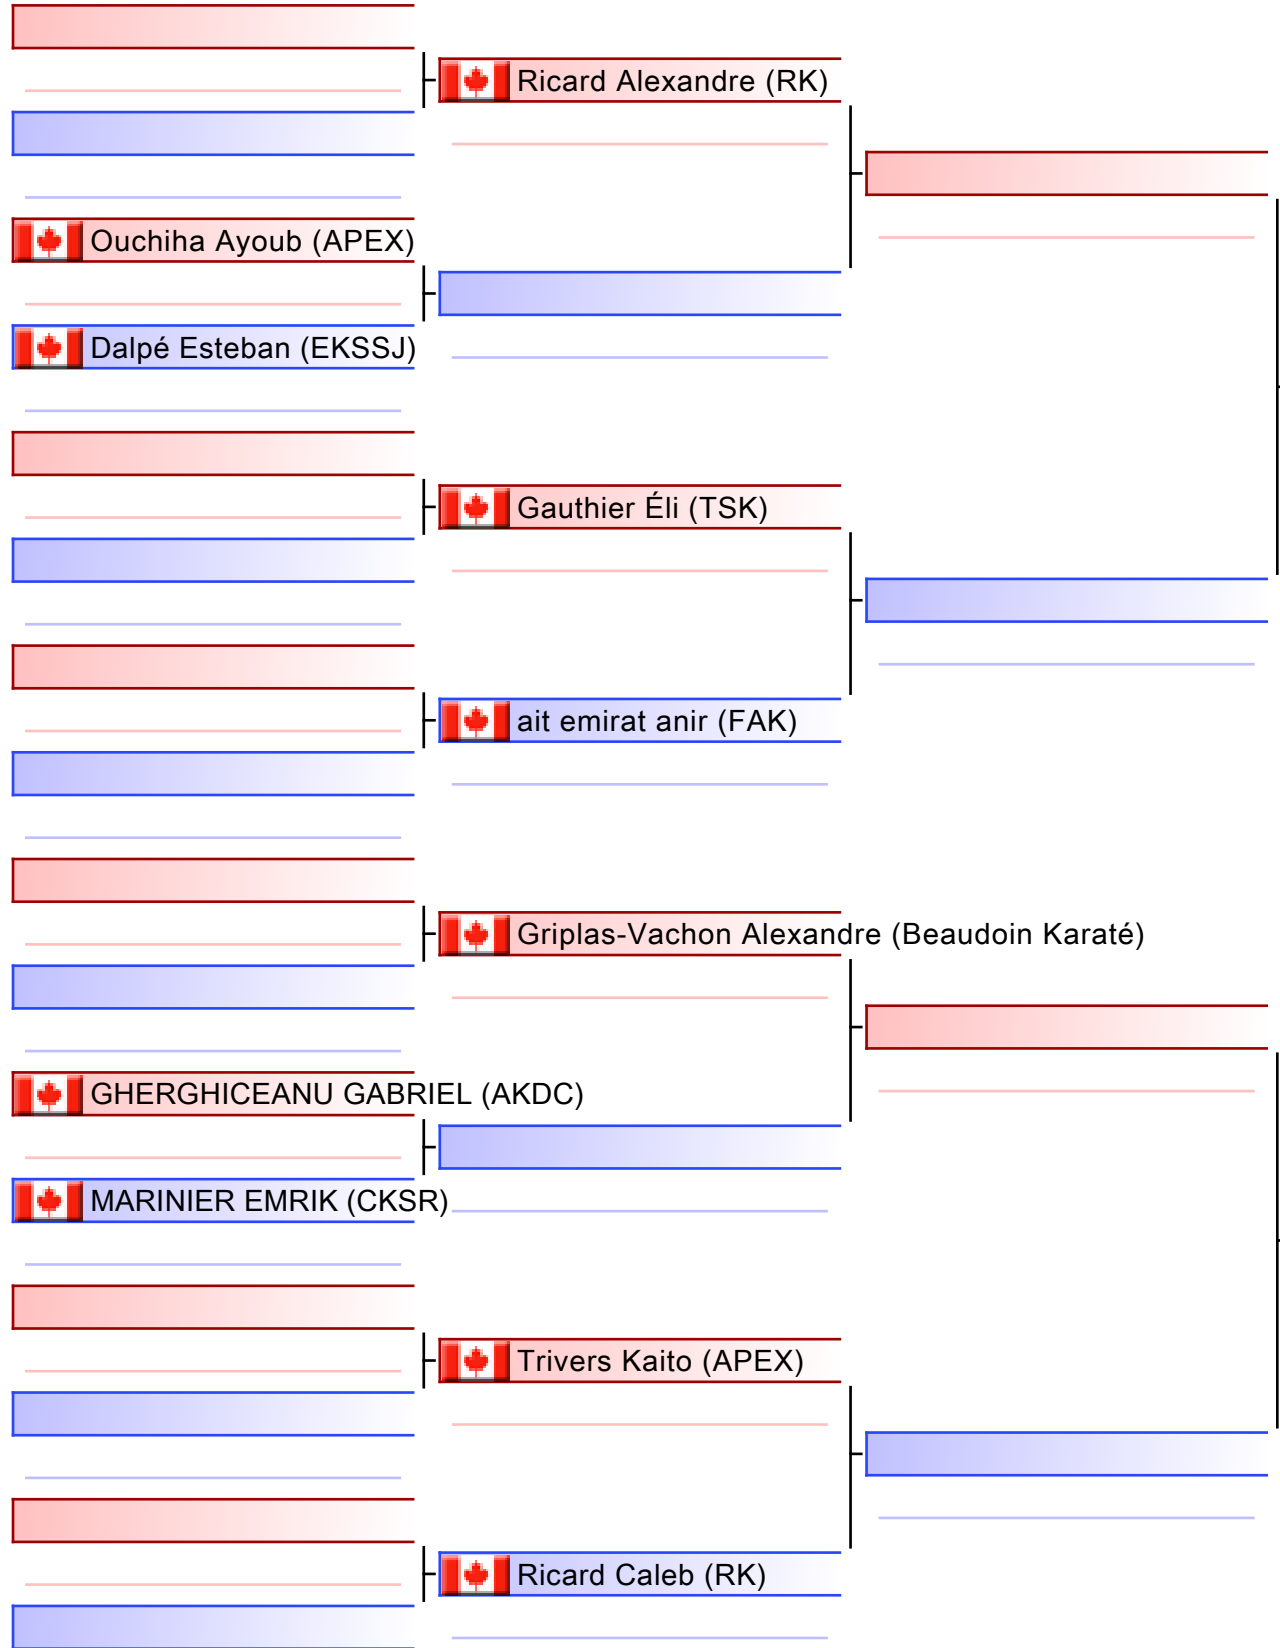 Ricard Alexandre (RK)
Ouchiha Ayoub (APEX)
Dalpé Esteban (EKSSJ)
Gauthier Éli (TSK)
ait emirat anir (FAK)
Griplas-Vachon Alexandre (Beaudoin Karaté)
GHERGHICEANU GABRIEL (AKDC)
MARINIER EMRIK (CKSR)
Trivers Kaito (APEX)
Ricard Caleb (RK)